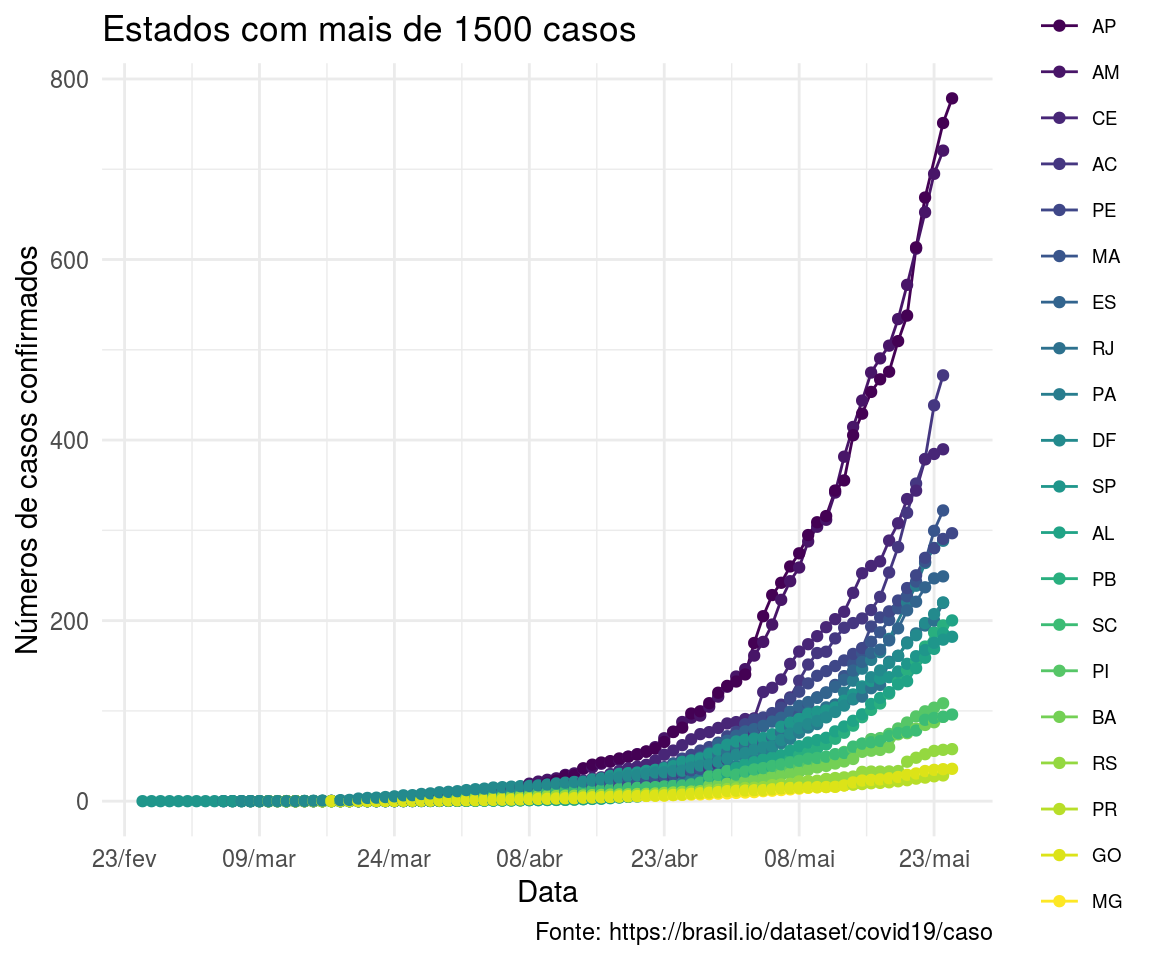 Estados com mais de 1500 casos
Números de casos confirmados
800
600
400
200
0
23/fev
09/mar
24/mar
08/abr
23/abr
08/mai
23/mai
Data
Fonte: https://brasil.io/dataset/covid19/caso
AP
AM
CE
AC
PE
MA
ES
RJ
PA
DF
SP
AL
PB
SC
PI
BA
RS
PR
GO
MG